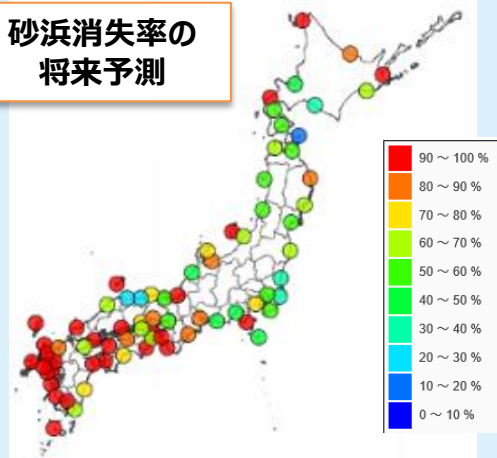 砂浜消失率の
将来予測
90 ～ 100 %
80 ～ 90 %
70 ～ 80 %
60 ～ 70 %
50 ～ 60 %
40 ～ 50 %
30 ～ 40 %
20 ～ 30 %
10 ～ 20 %
0 ～ 10 %